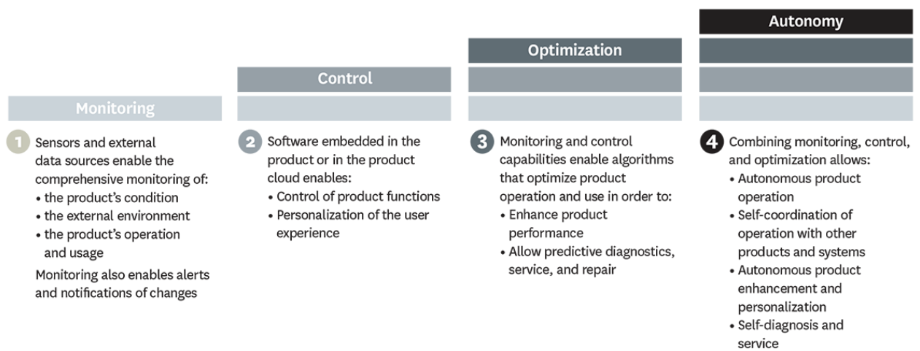 Monitoring
1
Sensors and external
data sources enable the
comprehensive monitoring of:
• the product's condition
• the external environment
• the product's operation
and usage
Monitoring also enables alerts
and notifications of changes
Control
2
Software embedded in the
product or in the product
cloud enables:
• Control of product functions
• Personalization of the user
experience
Optimization
3
Monitoring and control
capabilities enable algorithms
that optimize product
operation and use in order to:
• Enhance product
performance
• Allow predictive diagnostics,
service, and repair
Autonomy
4
Combining monitoring, control,
and optimization allows:
• Autonomous product
operation
• Self-coordination of
operation with other
products and systems
• Autonomous product
enhancement and
personalization
• Self-diagnosis and
service